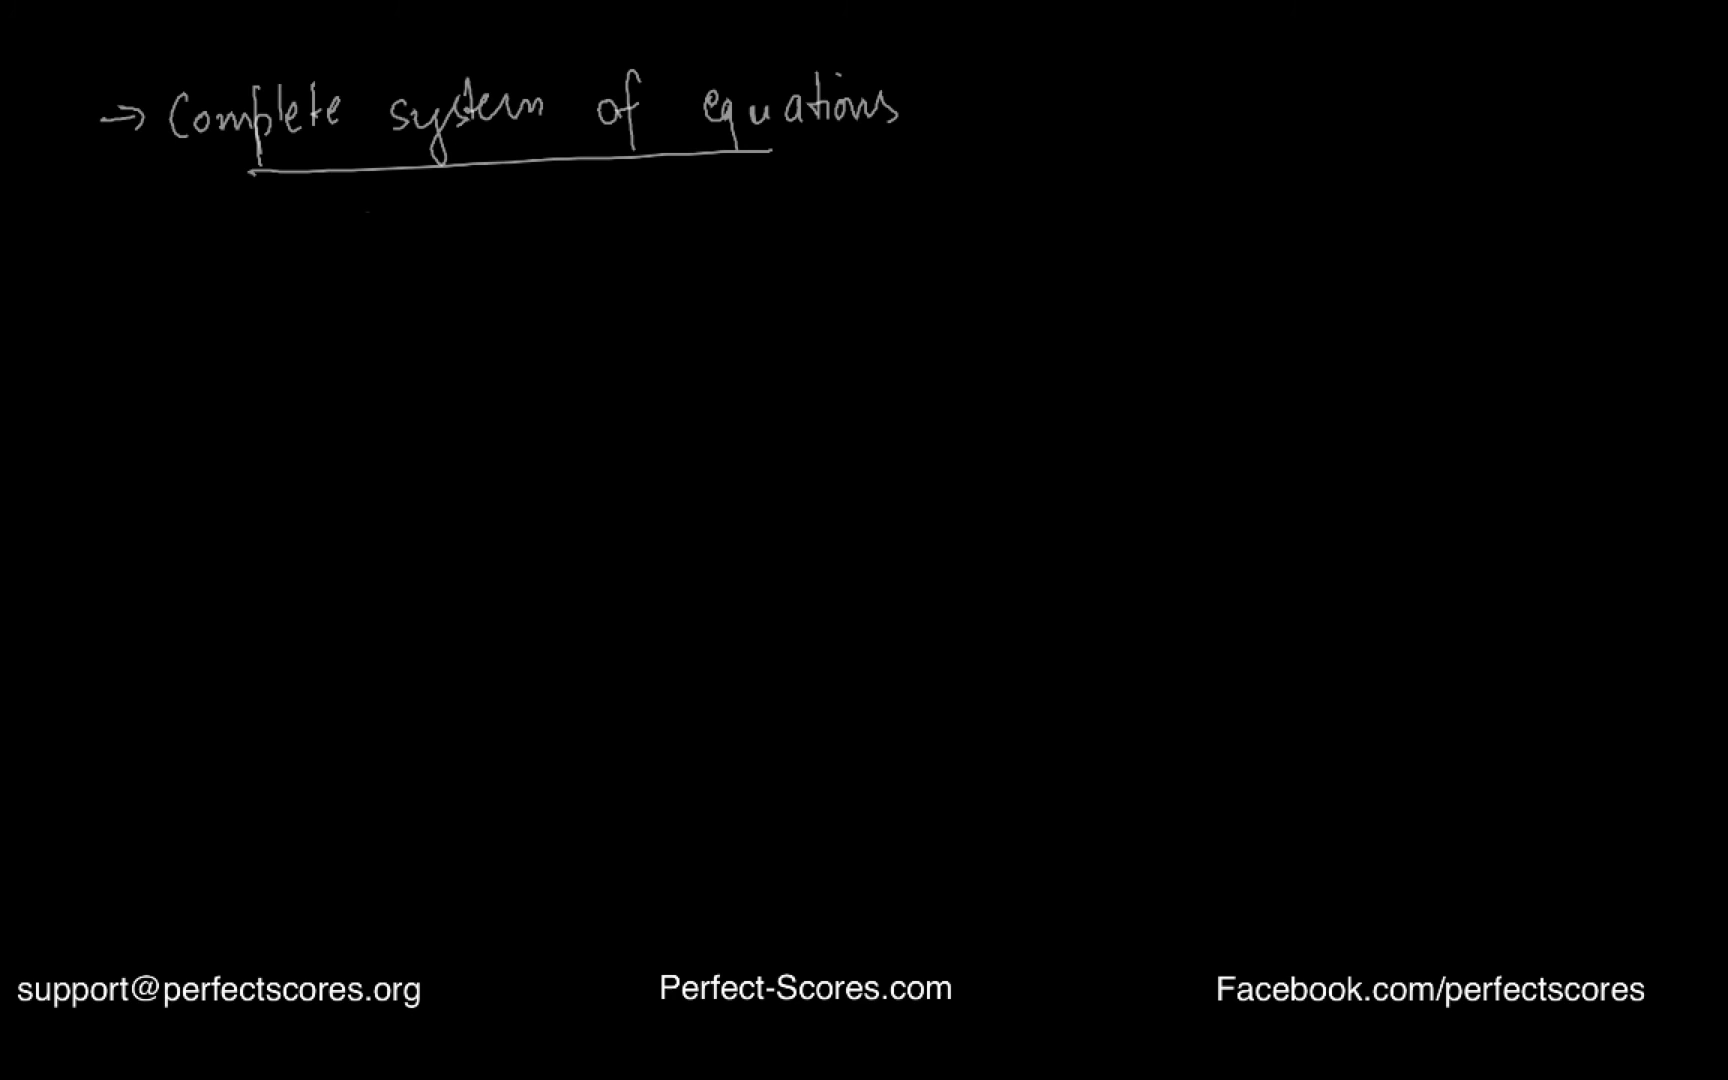 → Complete system of equations
support@perfectscores.org
Perfect-Scores.com
Facebook.com/perfectscores